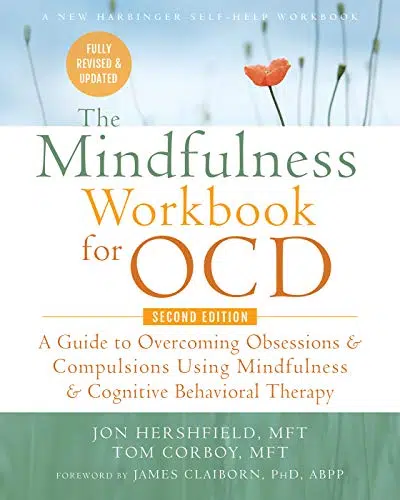 A NEW HARBINGER SELF-HELP WORKBOOK
FULLY
REVISED &
UPDATED
The
Mindfulness
Workbook
for OCD
SECOND EDITION
A Guide to Overcoming Obsessions &
Compulsions Using Mindfulness
& Cognitive Behavioral Therapy
JON HERSHFIELD, MFT
TOM CORBOY, MFT
FOREWORD BY JAMES CLAIBORN, PHD, ABPP